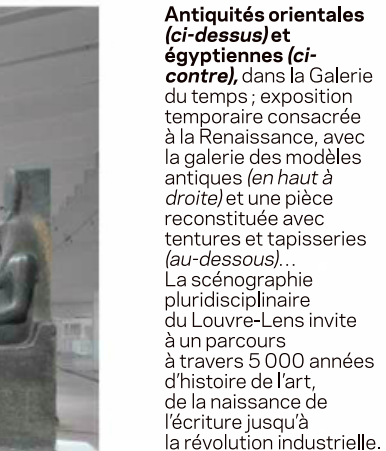 Antiquités orientales
(ci-dessus) et
égyptiennes (ci-
contre), dans la Galerie
du temps ; exposition
temporaire consacrée
à la Renaissance, avec
la galerie des modèles
antiques (en haut à
droite) et une pièce
reconstituée avec
tentures et tapisseries
(au-dessous)…
La scénographie
pluridisciplinaire
du Louvre-Lens invite
à un parcours
à travers 5 000 années
d’histoire de l’art,
de la naissance de
l’écriture jusqu’à
la révolution industrielle.